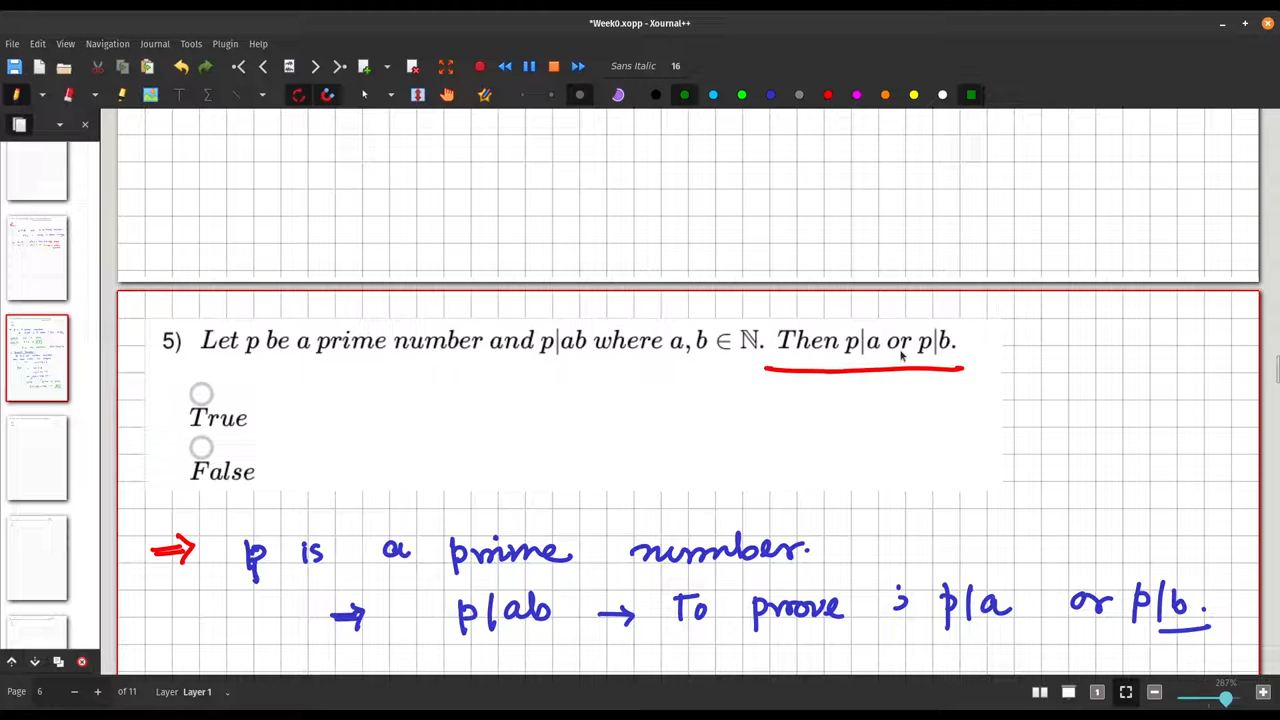 *Week0.xopp - Xournal++
File Edit View Navigation Journal Tools Plugin Help
Sans Italic 16
5) Let p be a prime number and p|ab where a, b ∈ ℕ. Then p|a or p|b.
True
False
⇒ p is a prime number.
→ p|ab → To prove : p|a or p|b.
287%
Page 6 of 11 Layer Layer 1